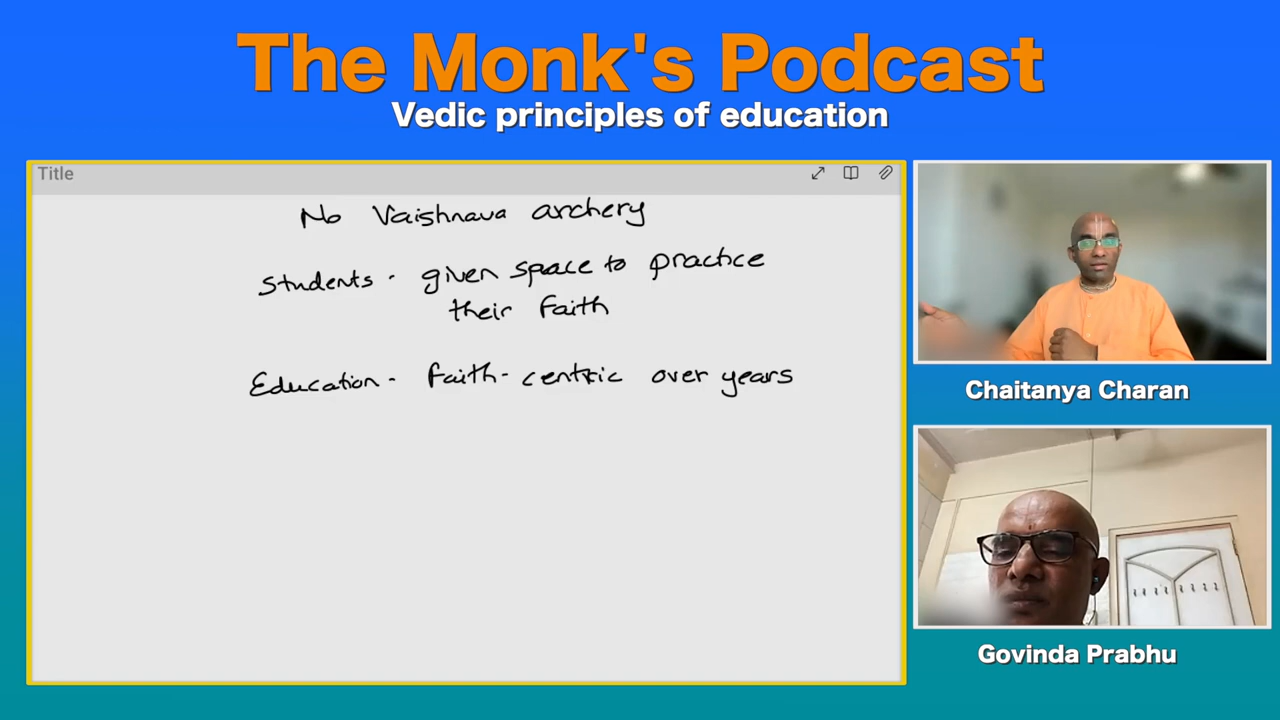 The Monk's Podcast
Vedic principles of education
Title
No Vaishnava archery
Students - given space to practice
their faith
Education - faith-centric over years
Chaitanya Charan
Govinda Prabhu